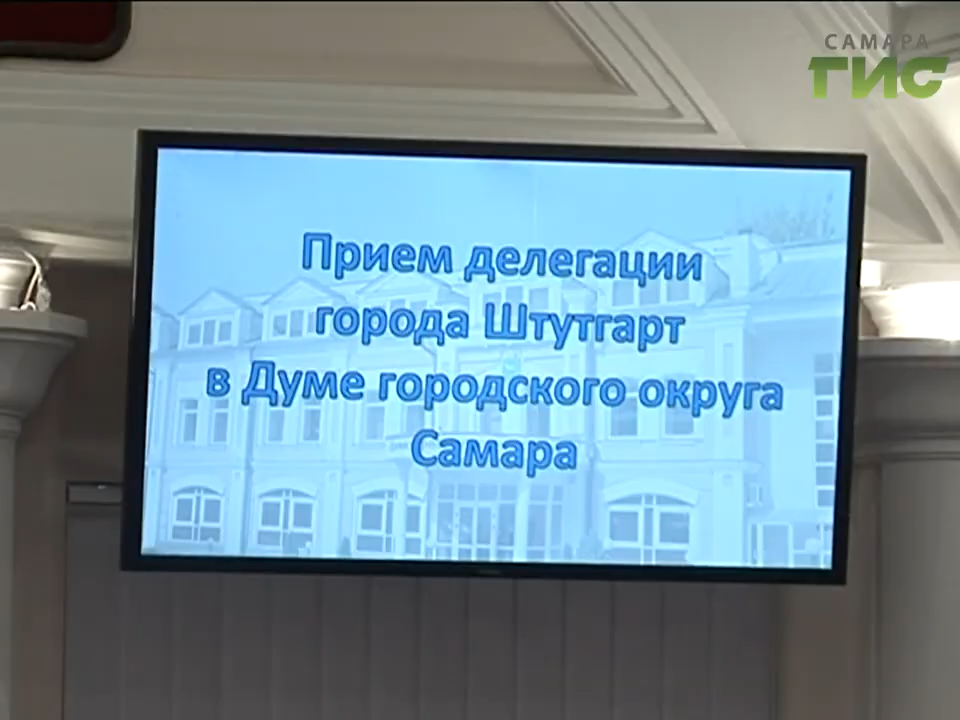 САМАРА
ГИС
Прием делегации
города Штутгарт
в Думе городского округа
Самара